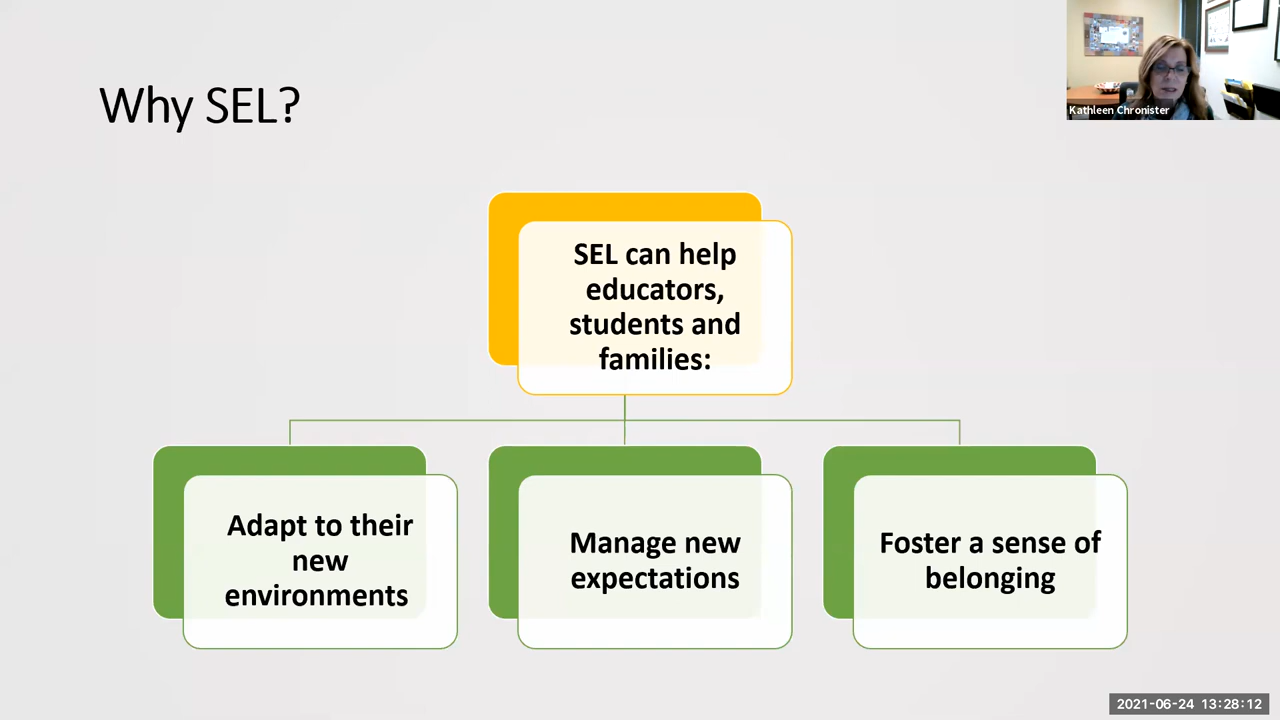 Why SEL?
Kathleen Chronister
SEL can help
educators,
students and
families:
Adapt to their
new
environments
Manage new
expectations
Foster a sense of
belonging
2021-06-24 13:28:12